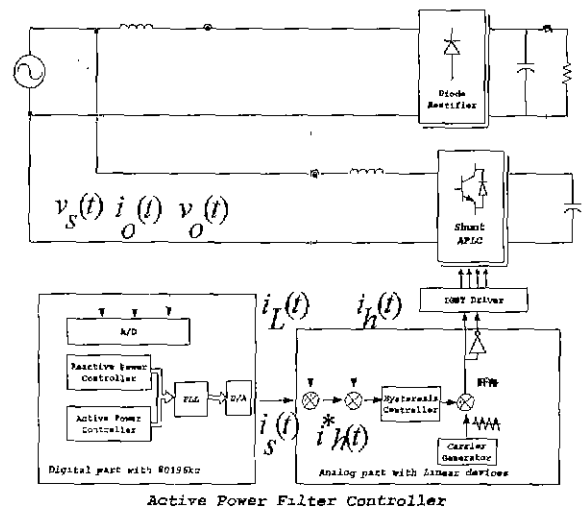 Diode
Rectifier
Shunt
APLC
v_s(t) i_o(t) v_o(t)
IGBT Driver
i_L(t)
i_h(t)
A/D
Reactive Power
Controller
PLL
D/A
Active Power
Controller
i_s(t)
i*_h(t)
Hysteresis
Controller
Carrier
Generator
Digital part with 80196kc
Analog part with Linear devices
Active Power Filter Controller